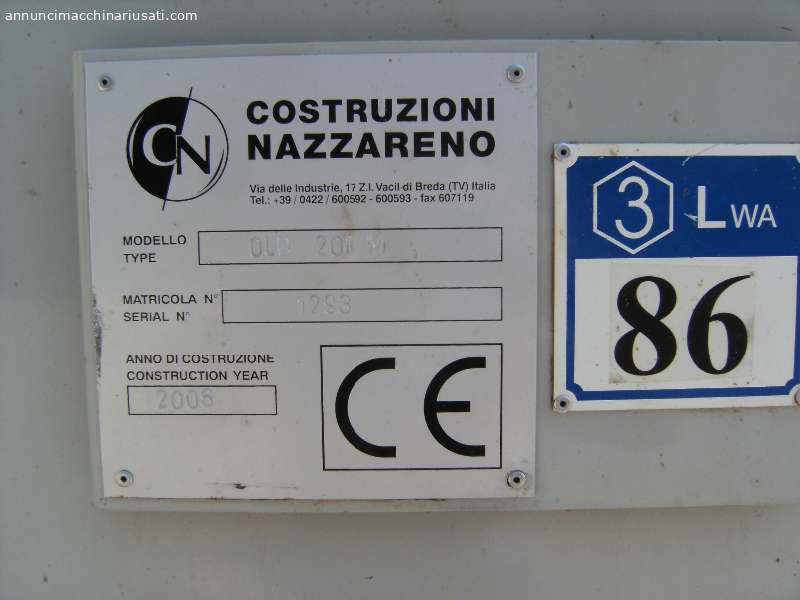 annuncimacchinariusati.com
CN
COSTRUZIONI
NAZZARENO
Via delle Industrie, 17 Z.I. Vacil di Breda (TV) Italia
Tel.: +39 / 0422 / 600592 - 600593 - fax 607119
MODELLO
TYPE
MATRICOLA N°
SERIAL N°
1293
ANNO DI COSTRUZIONE
CONSTRUCTION YEAR
CE
3 LWA
86